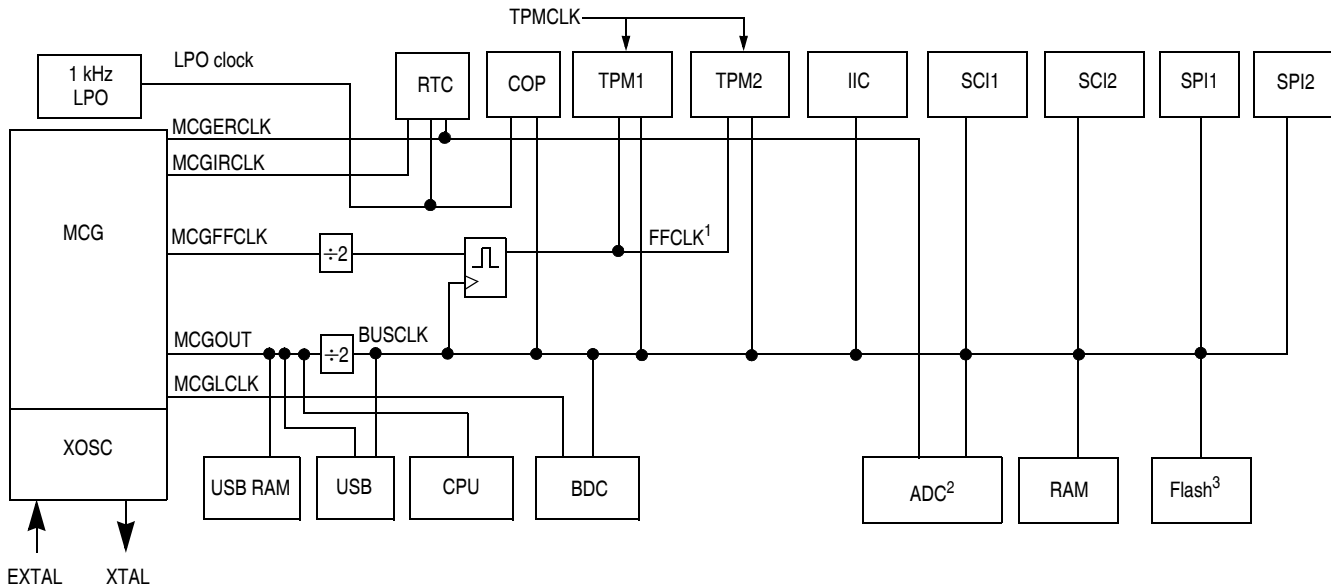 TPMCLK
1 kHz
LPO
LPO clock
RTC
COP
TPM1
TPM2
IIC
SCI1
SCI2
SPI1
SPI2
MCGERCLK
MCGIRCLK
MCG
MCGFFCLK
÷2
FFCLK1
MCGOUT
÷2
BUSCLK
MCGLCLK
XOSC
USB RAM
USB
CPU
BDC
ADC2
RAM
Flash3
EXTAL
XTAL